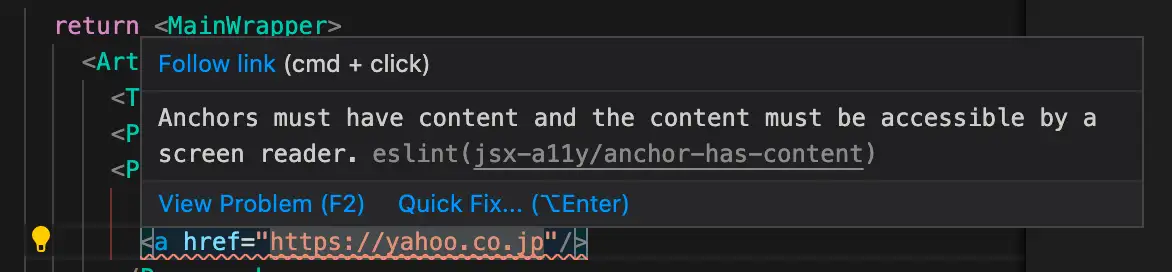 return <MainWrapper>
<Art
Follow link (cmd + click)
<T
Anchors must have content and the content must be accessible by a
<P
screen reader. eslint(jsx-a11y/anchor-has-content)
<P
View Problem (F2) Quick Fix... (⌥Enter)
<a href="https://yahoo.co.jp"/>